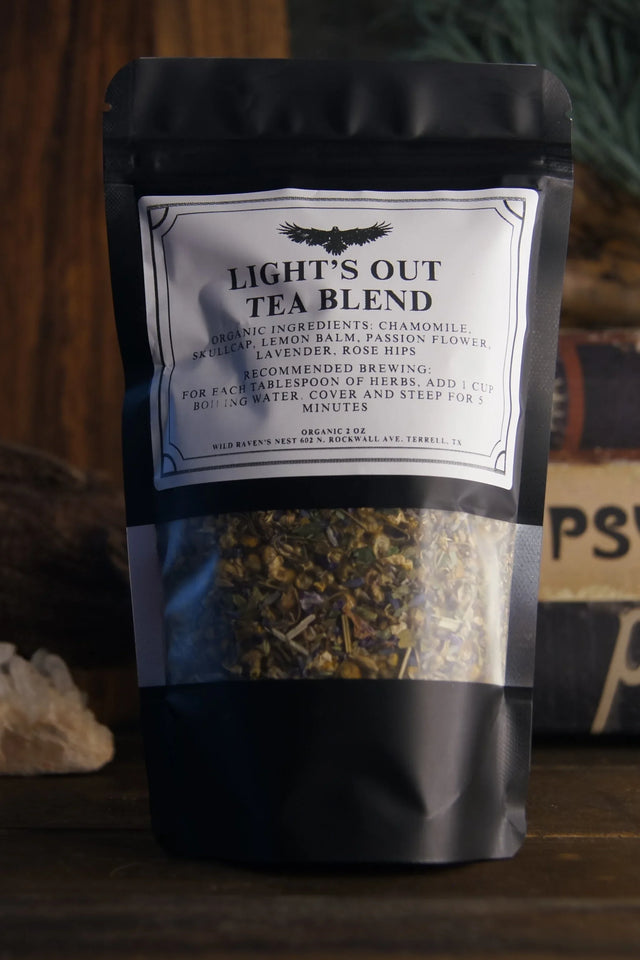 LIGHT'S OUT
TEA BLEND
ORGANIC INGREDIENTS: CHAMOMILE,
SKULLCAP, LEMON BALM, PASSION FLOWER,
LAVENDER, ROSE HIPS
RECOMMENDED BREWING:
FOR EACH TABLESPOON OF HERBS, ADD 1 CUP
BOILING WATER. COVER AND STEEP FOR 5
MINUTES
ORGANIC 2 OZ
WILD RAVEN'S NEST 602 N. ROCKWALL AVE. TERRELL, TX
PSY